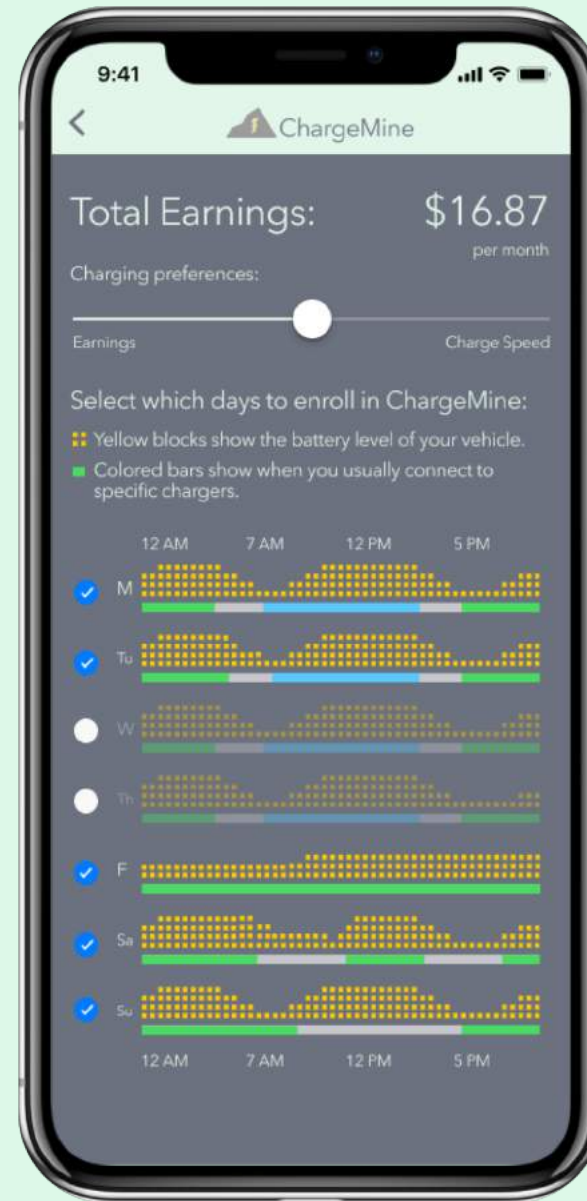 9:41
ChargeMine
Total Earnings: $16.87
per month
Charging preferences:
Earnings Charge Speed
Select which days to enroll in ChargeMine:
Yellow blocks show the battery level of your vehicle.
Colored bars show when you usually connect to
specific chargers.
12 AM 7 AM 12 PM 5 PM
M
Tu
W
Th
F
Sa
Su
12 AM 7 AM 12 PM 5 PM